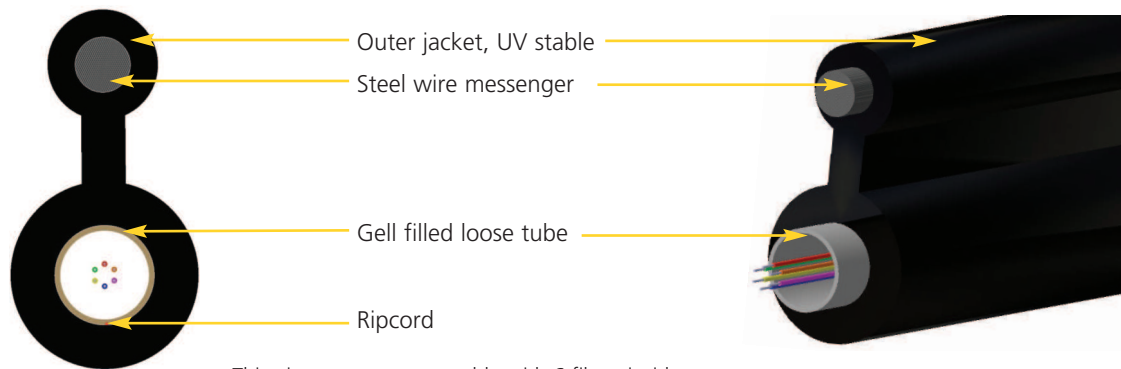 Outer jacket, UV stable
Steel wire messenger
Gell filled loose tube
Ripcord